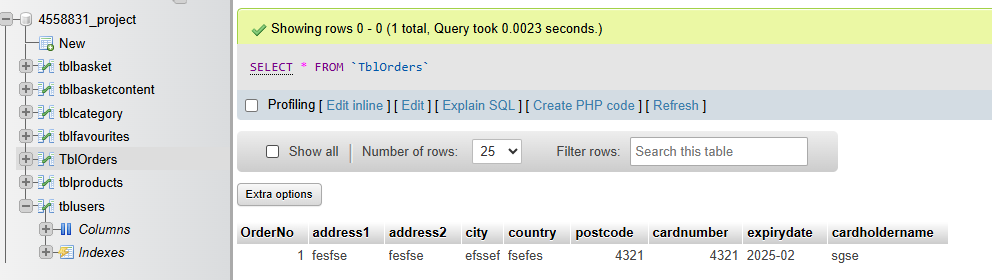 4558831_project
New
tblbasket
tblbasketcontent
tblcategory
tblfavourites
TblOrders
tblproducts
tblusers
Columns
Indexes
Showing rows 0 - 0 (1 total, Query took 0.0023 seconds.)
SELECT * FROM `TblOrders`
Profiling [ Edit inline ] [ Edit ] [ Explain SQL ] [ Create PHP code ] [ Refresh ]
Show all Number of rows: 25 Filter rows: Search this table
Extra options
OrderNo address1 address2 city country postcode cardnumber expirydate cardholdername
1 fesfse fesfse efssef fsefes 4321 4321 2025-02 sgse